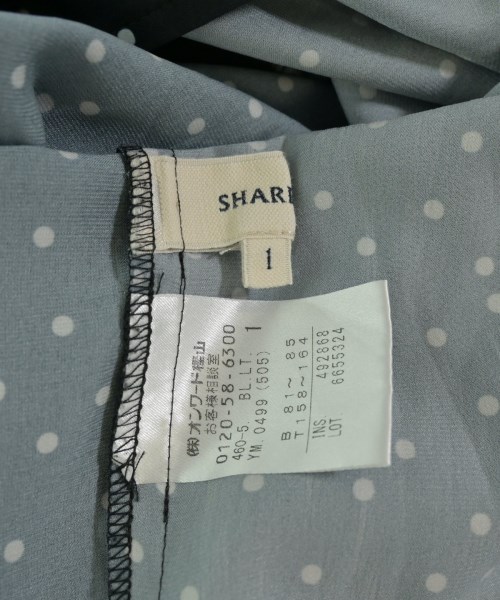 SHARE
1
(株)オンワード樫山
お客様相談室
0120-58-6300
460-5. BL.LT. 1
YM. 0499 (505)
B 81〜 85
T 158〜164
INS 492868
LOT 6655324